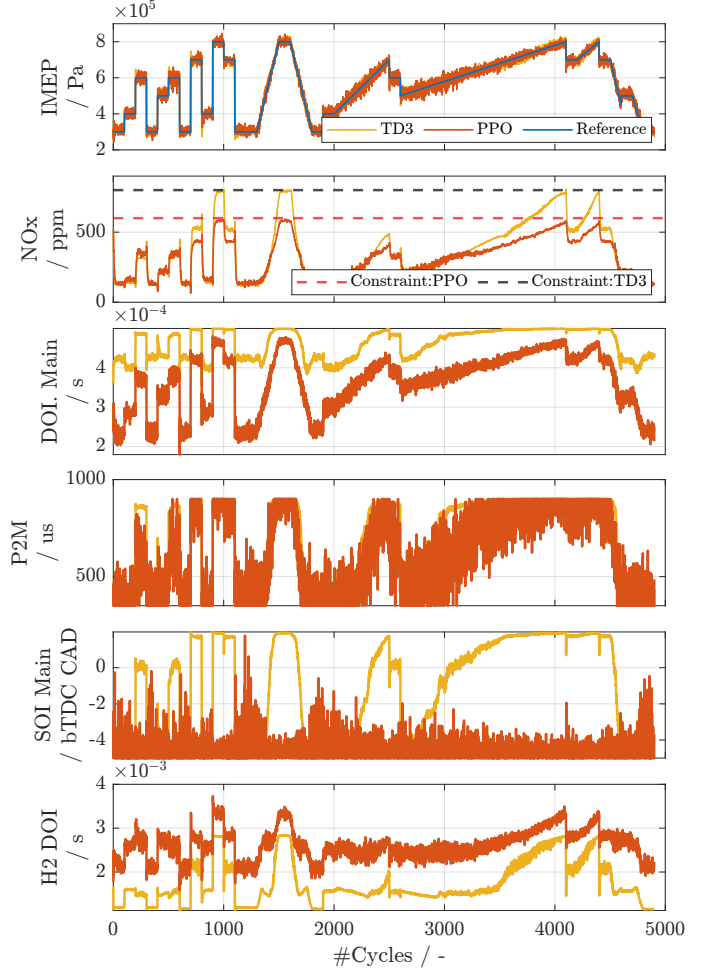 ×10⁵
8
6
4
2
IMEP
/ Pa
TD3 PPO Reference
500
0
NOx
/ ppm
Constraint:PPO Constraint:TD3
×10⁻⁴
4
3
2
DOI. Main
/ s
1000
500
P2M
/ us
0
-2
-4
SOI Main
/ bTDC CAD
×10⁻³
4
3
2
H2 DOI
/ s
0 1000 2000 3000 4000 5000
#Cycles / -